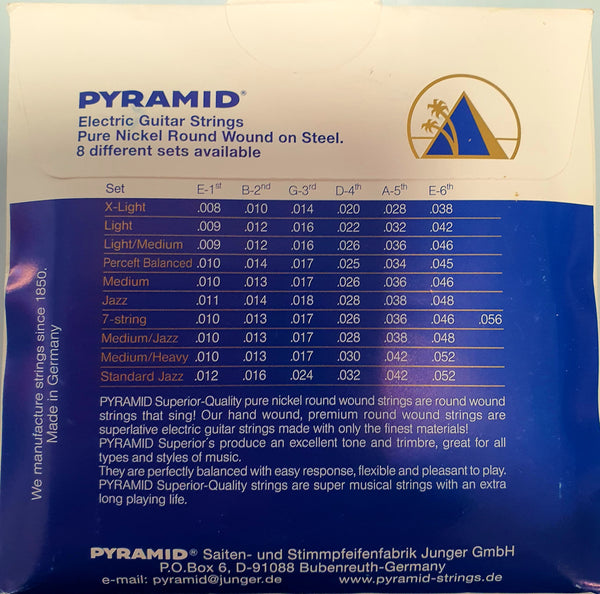 PYRAMID®
Electric Guitar Strings
Pure Nickel Round Wound on Steel.
8 different sets available
Set E-1st B-2nd G-3rd D-4th A-5th E-6th
X-Light .008 .010 .014 .020 .028 .038
Light .009 .012 .016 .022 .032 .042
Light/Medium .009 .012 .016 .026 .036 .046
Perceft Balanced .010 .014 .017 .025 .034 .045
Medium .010 .013 .017 .026 .036 .046
Jazz .011 .014 .018 .028 .038 .048
7-string .010 .013 .017 .026 .036 .046 .056
Medium/Jazz .010 .013 .017 .028 .038 .048
Medium/Heavy .010 .013 .017 .030 .042 .052
Standard Jazz .012 .016 .024 .032 .042 .052
PYRAMID Superior-Quality pure nickel round wound strings are round wound
strings that sing! Our hand wound, premium round wound strings are
superlative electric guitar strings made with only the finest materials!
PYRAMID Superior´s produce an excellent tone and trimbre, great for all
types and styles of music.
They are perfectly balanced with easy response, flexible and pleasant to play.
PYRAMID Superior-Quality strings are super musical strings with an extra
long playing life.
We manufacture strings since 1850.
Made in Germany
PYRAMID® Saiten- und Stimmpfeifenfabrik Junger GmbH
P.O.Box 6, D-91088 Bubenreuth-Germany
e-mail: pyramid@junger.de www.pyramid-strings.de